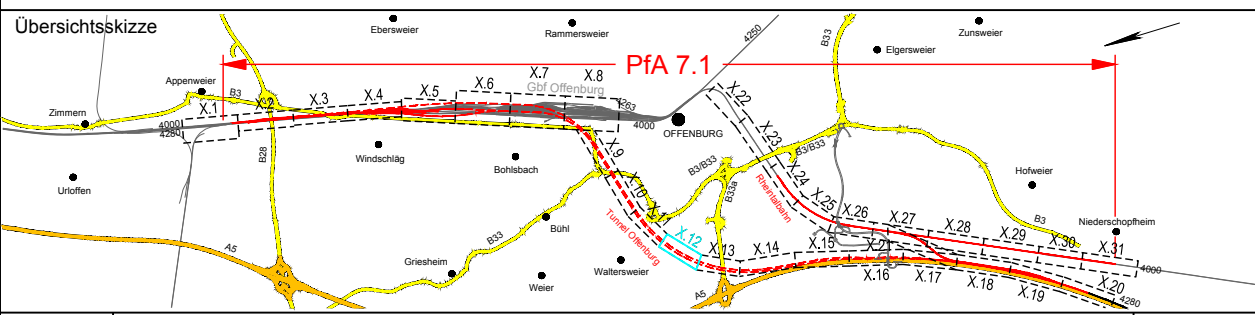 Übersichtsskizze
Ebersweier
Rammersweier
4250
B33
Zunsweier
Elgersweier
PfA 7.1
Appenweier
B3
Zimmern
X.1
X.2
X.3
X.4
X.5
X.6
X.7
X.8
Gbf Offenburg
4263
4000
4280
4000
OFFENBURG
X.22
B28
Windschläg
Bohlsbach
X.9
X.23
B3/B33
B3/B33
B33a
X.24
Urloffen
X.10
Rheintalbahn
X.25
Hofweier
X.11
X.26
X.27
B3
Niederschopfheim
Bühl
Tunnel Offenburg
X.12
X.28
X.29
X.30
X.31
B33
A5
X.13
X.14
X.15
X.21
4000
Griesheim
Weier
Waltersweier
X.16
X.17
X.18
X.19
X.20
A5
4280